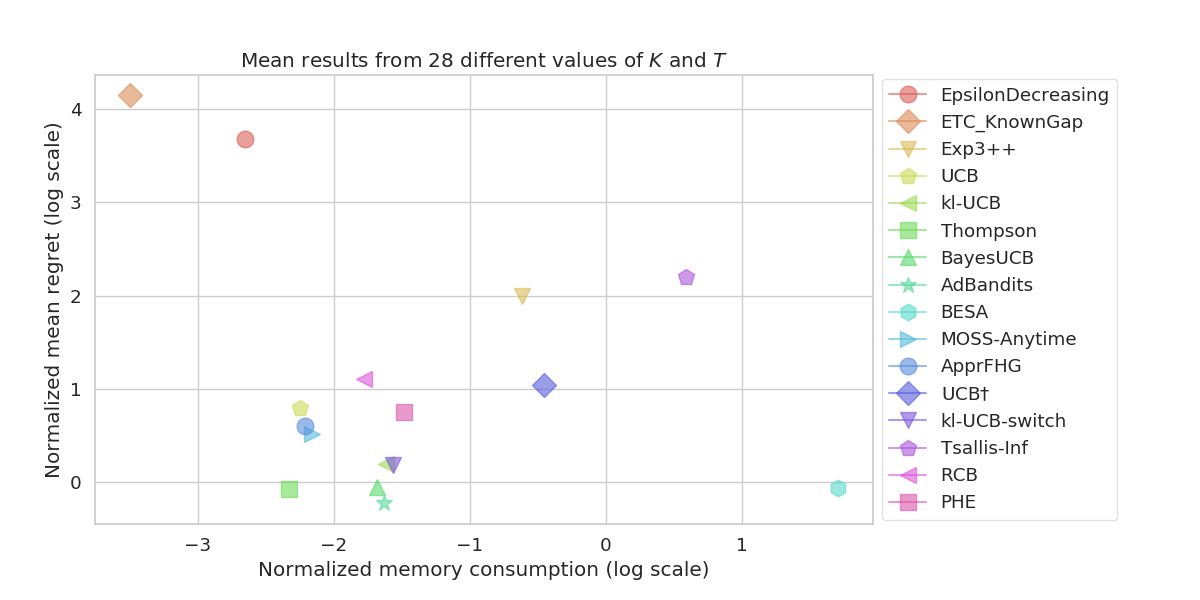 Mean results from 28 different values of K and T
Normalized mean regret (log scale)
4
3
2
1
0
−3
−2
−1
0
1
Normalized memory consumption (log scale)
EpsilonDecreasing
ETC_KnownGap
Exp3++
UCB
kl-UCB
Thompson
BayesUCB
AdBandits
BESA
MOSS-Anytime
ApprFHG
UCB†
kl-UCB-switch
Tsallis-Inf
RCB
PHE